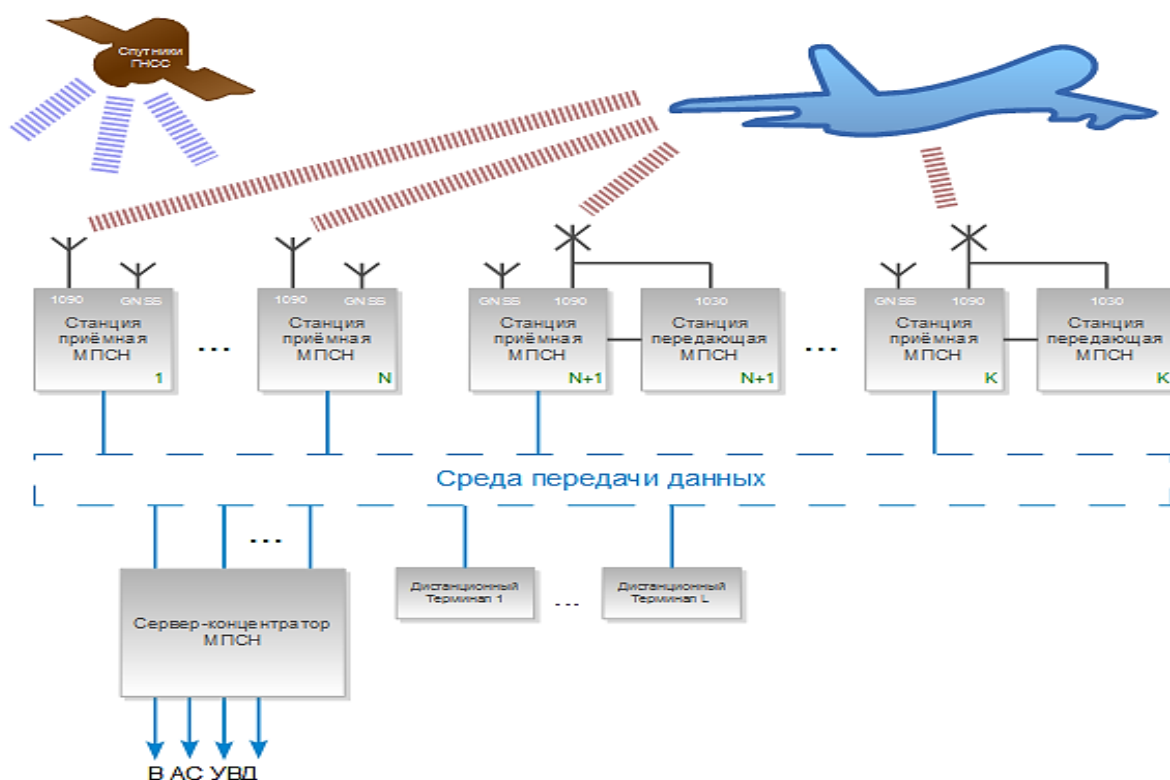 Спутники
ГНСС
1090 GNSS
Станция
приёмная
МПСН
1
...
1090 GNSS
Станция
приёмная
МПСН
N
GNSS 1090
Станция
приёмная
МПСН
N+1
1030
Станция
передающая
МПСН
N+1
...
GNSS 1090
Станция
приёмная
МПСН
K
1030
Станция
передающая
МПСН
K
Среда передачи данных
...
Сервер-концентратор
МПСН
Дистанционный
Терминал 1
...
Дистанционный
Терминал L
В АС УВД